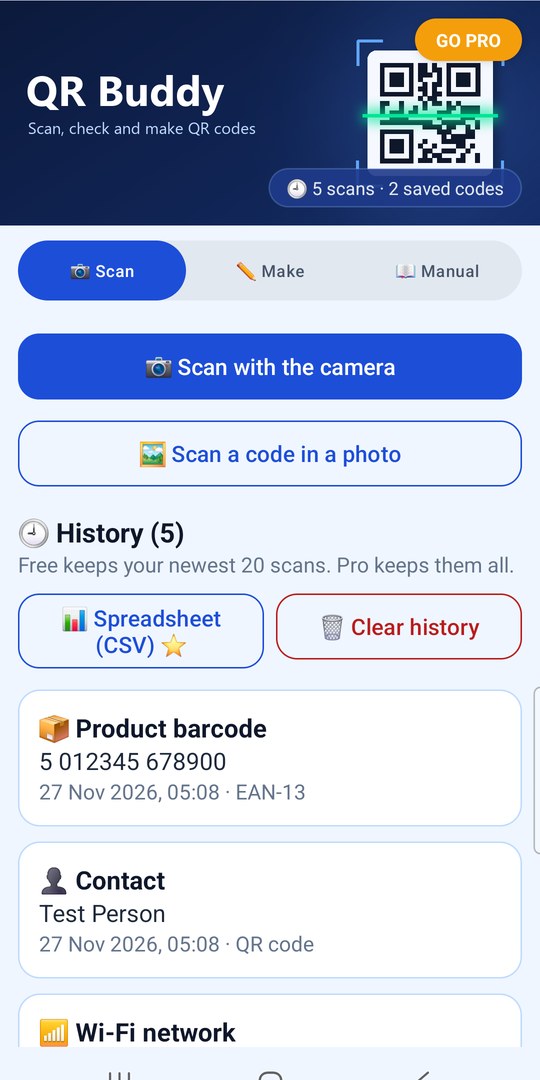 GO PRO
QR Buddy
Scan, check and make QR codes
🕘 5 scans · 2 saved codes
📷 Scan
✏️ Make
📖 Manual
📷 Scan with the camera
🖼️ Scan a code in a photo
🕘 History (5)
Free keeps your newest 20 scans. Pro keeps them all.
📊 Spreadsheet
(CSV) ⭐
🗑️ Clear history
📦 Product barcode
5 012345 678900
27 Nov 2026, 05:08 · EAN-13
👤 Contact
Test Person
27 Nov 2026, 05:08 · QR code
📶 Wi-Fi network